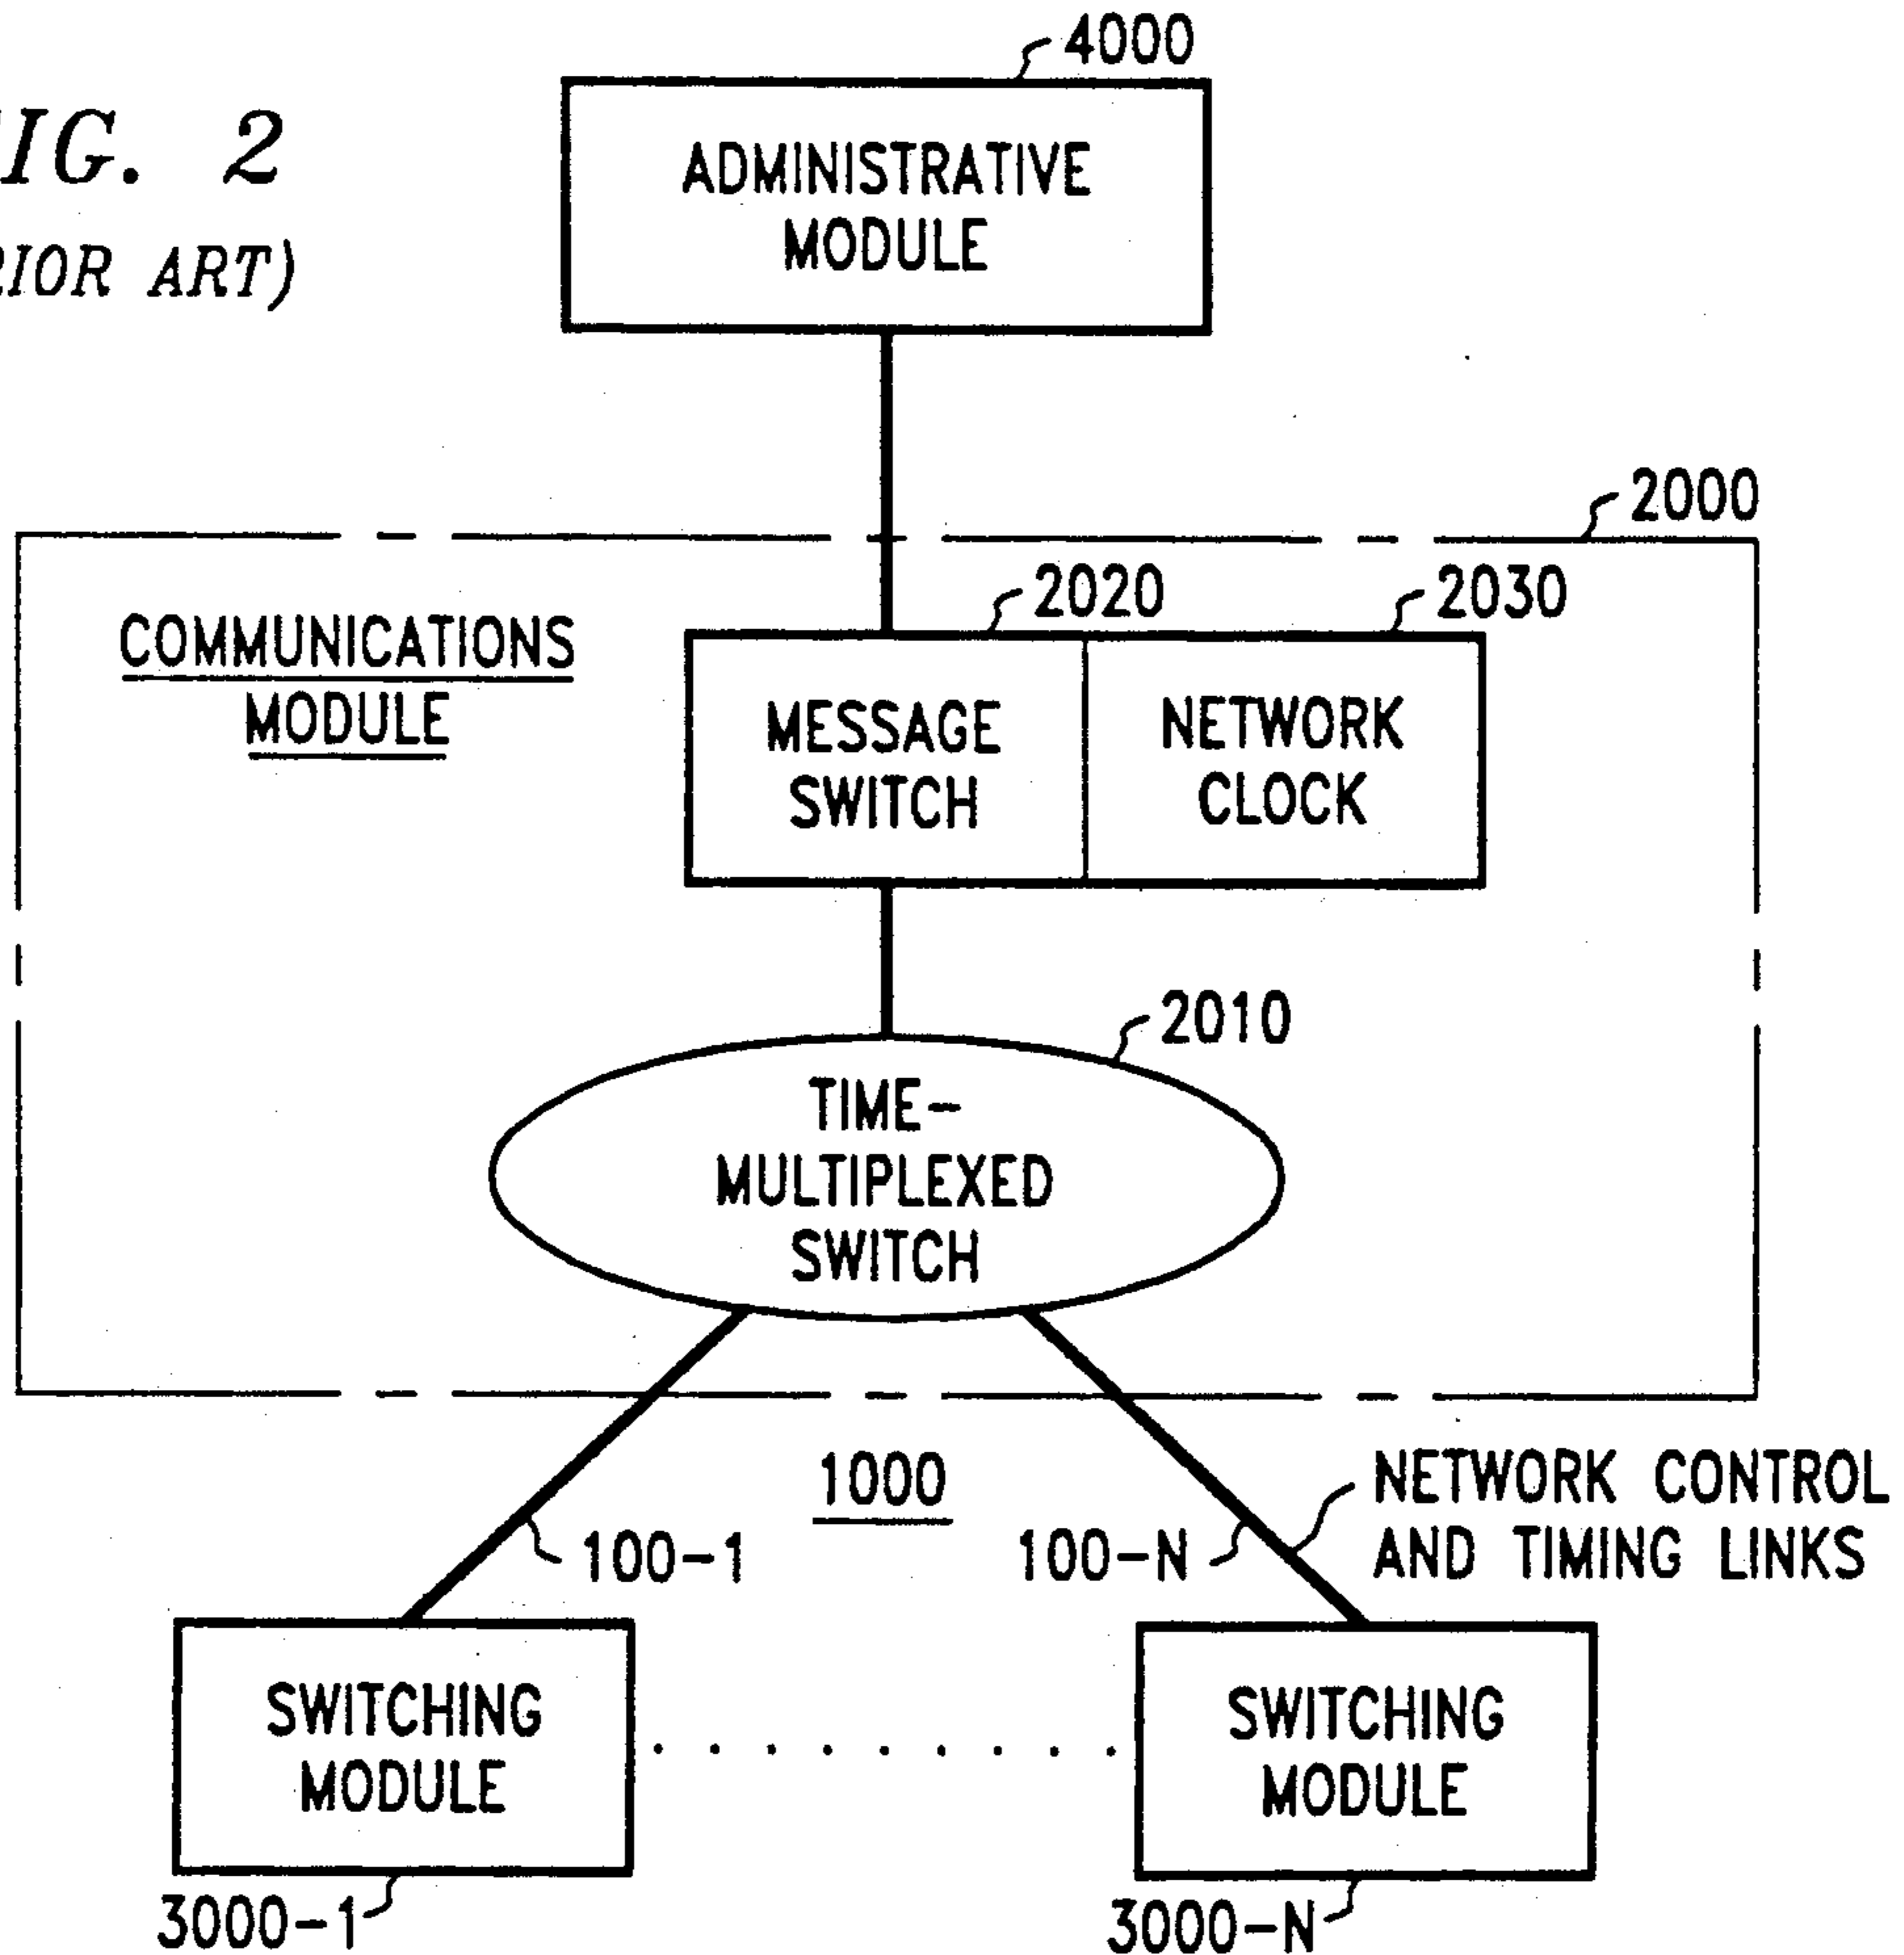 4000
IG. 2
RIOR ART)
ADMINISTRATIVE
MODULE
2000
2020
2030
COMMUNICATIONS
MODULE
MESSAGE
SWITCH
NETWORK
CLOCK
2010
TIME-
MULTIPLEXED
SWITCH
1000
NETWORK CONTROL
AND TIMING LINKS
100-1
100-N
SWITCHING
MODULE
SWITCHING
MODULE
3000-1
3000-N